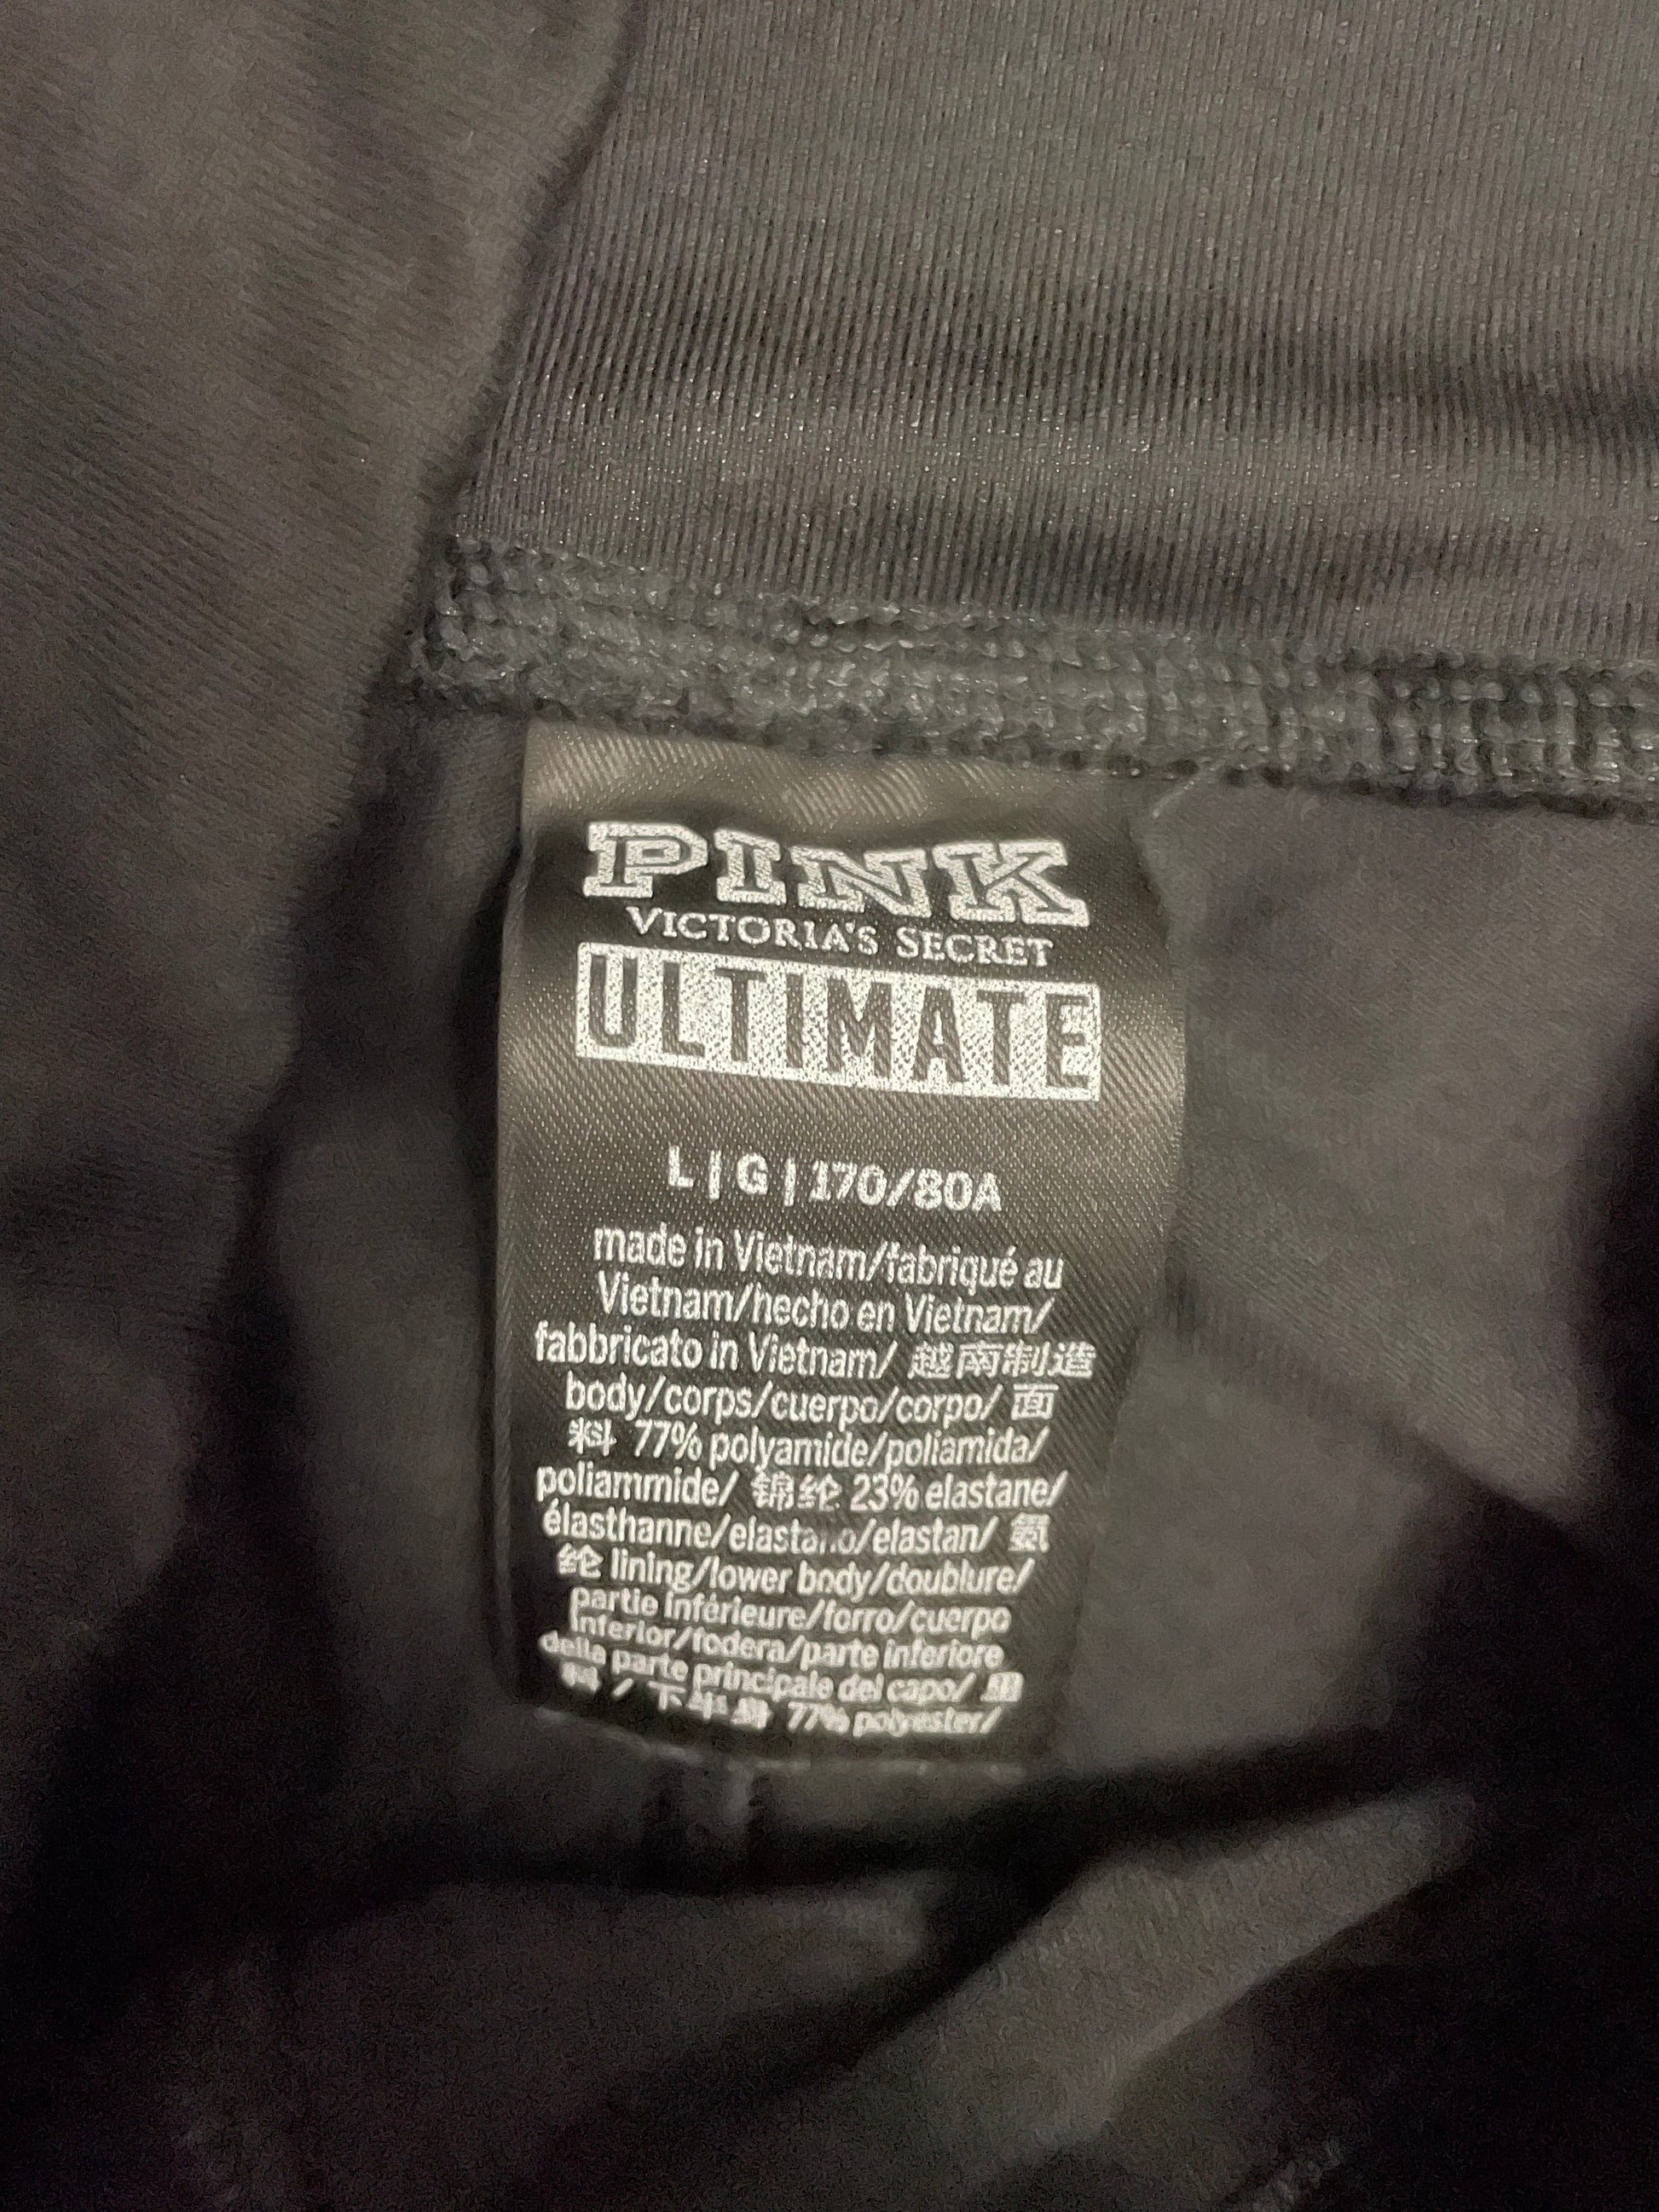 PINK
VICTORIA'S SECRET
ULTIMATE
L | G | 170/80A
made in Vietnam/fabriqué au
Vietnam/hecho en Vietnam/
fabbricato in Vietnam/ 越南制造
body/corps/cuerpo/corpo/ 面
料 77% polyamide/poliamida/
poliammide/ 锦纶 23% elastane/
élasthanne/elastano/elastan/ 氨
纶 lining/lower body/doublure/
partie inférieure/forro/cuerpo
inferior/fodera/parte inferiore
della parte principale del capo/
料 / 77% polyester/